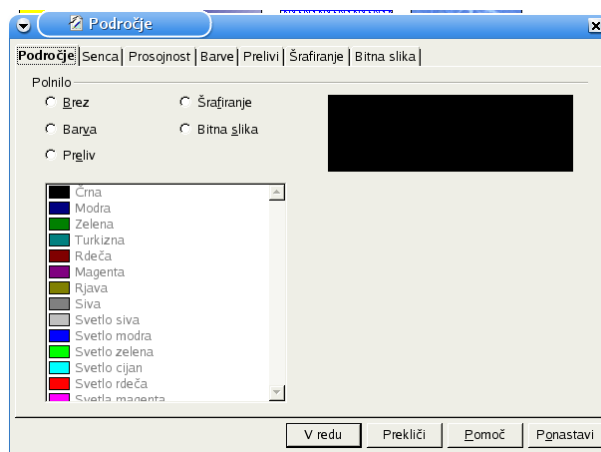 Področje
Področje Senca Prosojnost Barve Prelivi Šrafiranje Bitna slika
Polnilo
Brez Šrafiranje
Barva Bitna slika
Preliv
Črna
Modra
Zelena
Turkizna
Rdeča
Magenta
Rjava
Siva
Svetlo siva
Svetlo modra
Svetlo zelena
Svetlo cijan
Svetlo rdeča
Svetla magenta
V redu Prekliči Pomoč Ponastavi